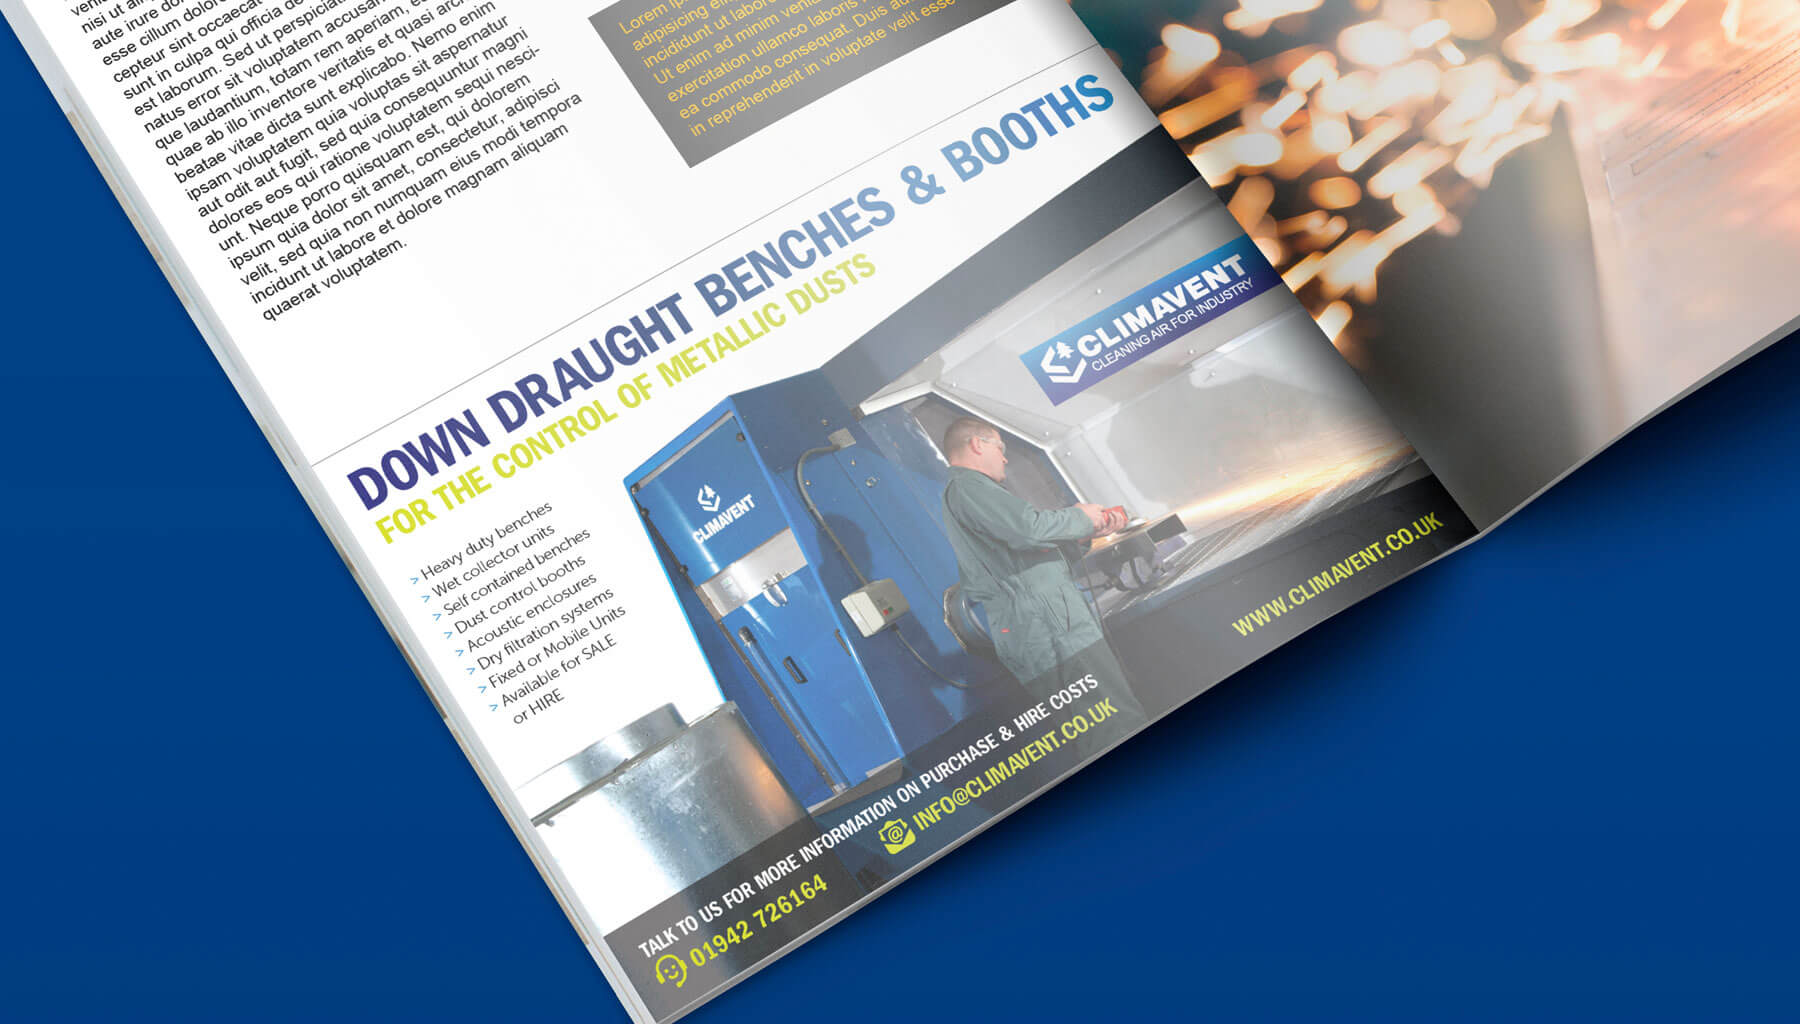 nisi ut
aute irure
esse cillum dolore
cepteur sint occaecat
sunt in culpa qui officia
est laborum. Sed ut
natus error sit voluptatem
que laudantium, totam rem aperiam,
quae ab illo inventore veritatis et quasi
beatae vitae dicta sunt explicabo. Nemo enim
ipsam voluptatem quia voluptas sit aspernatur
aut odit aut fugit, sed quia consequuntur magni
dolores eos qui ratione voluptatem sequi nesci-
unt. Neque porro quisquam est, qui dolorem
ipsum quia dolor sit amet, consectetur, adipisci
velit, sed quia non numquam eius modi tempora
incidunt ut labore et dolore magnam aliquam
quaerat voluptatem.
Lorem
adipisicing
incididunt ut labore
Ut enim ad minim
exercitation ullamco laboris
ea commodo consequat. Duis
in reprehenderit in voluptate velit esse
DOWN DRAUGHT BENCHES & BOOTHS
FOR THE CONTROL OF METALLIC DUSTS
> Heavy duty benches
> Wet collector units
> Self contained benches
> Dust control booths
> Acoustic enclosures
> Dry filtration systems
> Fixed or Mobile Units
> Available for SALE
or HIRE
CLIMAVENT
CLIMAVENT
CLEANING AIR FOR INDUSTRY
TALK TO US FOR MORE INFORMATION ON PURCHASE & HIRE COSTS
01942 726164
INFO@CLIMAVENT.CO.UK
WWW.CLIMAVENT.CO.UK